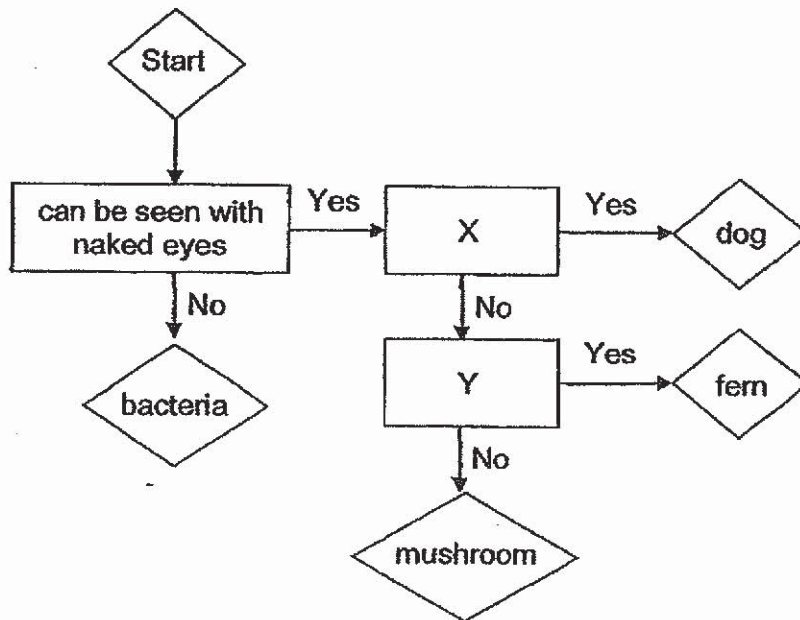 Start
can be seen with
naked eyes
Yes
X
Yes
dog
No
No
bacteria
Y
Yes
fern
No
mushroom